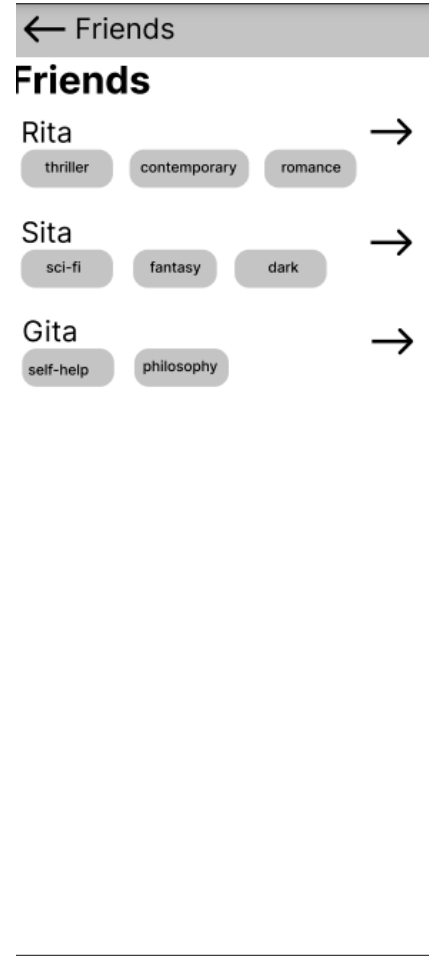 Friends
Friends
Rita
thriller contemporary romance
Sita
sci-fi fantasy dark
Gita
self-help philosophy